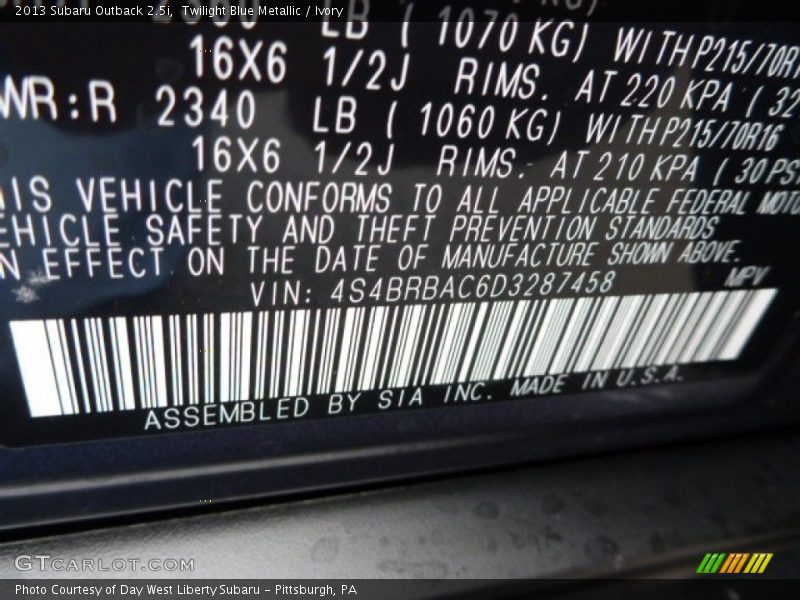 2013 Subaru Outback 2.5i, Twilight Blue Metallic / Ivory
LB ( 1070 KG) WITH P215/70R1
16X6 1/2J RIMS. AT 220 KPA ( 32
WR:R 2340 LB ( 1060 KG) WITH P215/70R16
16X6 1/2J RIMS. AT 210 KPA ( 30 PS
HIS VEHICLE CONFORMS TO ALL APPLICABLE FEDERAL MOTO
EHICLE SAFETY AND THEFT PREVENTION STANDARDS
N EFFECT ON THE DATE OF MANUFACTURE SHOWN ABOVE.
VIN: 4S4BRBAC6D3287458 MPV
ASSEMBLED BY SIA INC. MADE IN U.S.A.
GTCARLOT.COM
Photo Courtesy of Day West Liberty Subaru - Pittsburgh, PA